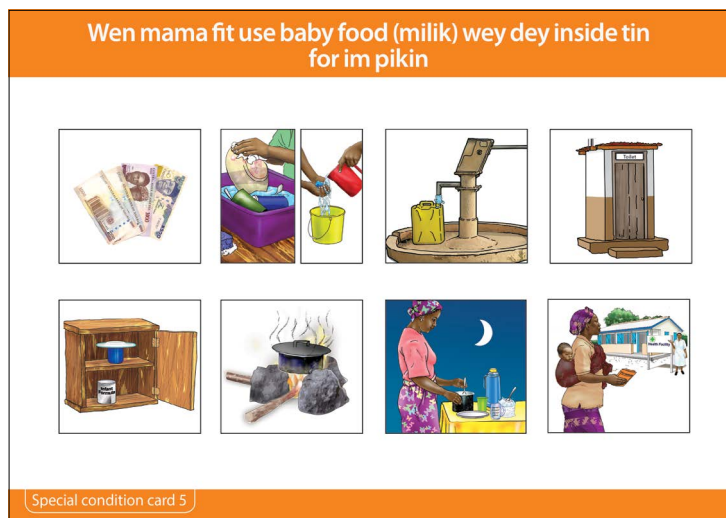 Wen mama fit use baby food (milik) wey dey inside tin
for im pikin
Toilet
Infant
Formula
Health Facility
Special condition card 5